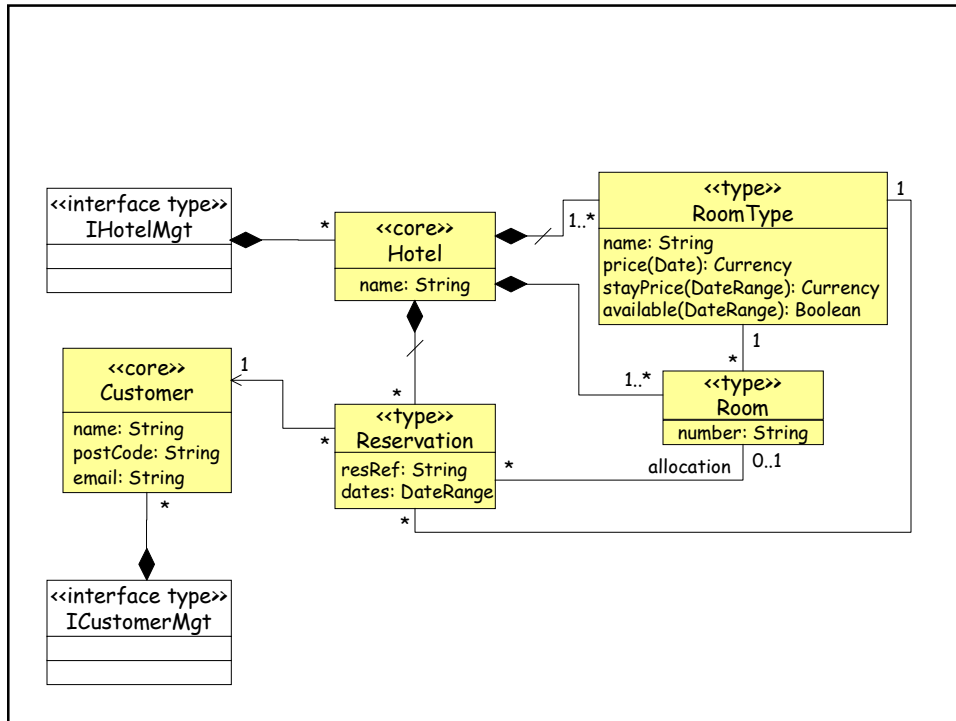 <<interface type>>
IHotelMgt
*
<<core>>
Hotel
name: String
1..*
<<type>>
RoomType
name: String
price(Date): Currency
stayPrice(DateRange): Currency
available(DateRange): Boolean
1
1
*
1..*
<<type>>
Room
number: String
0..1
allocation
*
<<core>>
Customer
name: String
postCode: String
email: String
1
*
*
<<type>>
Reservation
resRef: String
dates: DateRange
*
*
<<interface type>>
ICustomerMgt